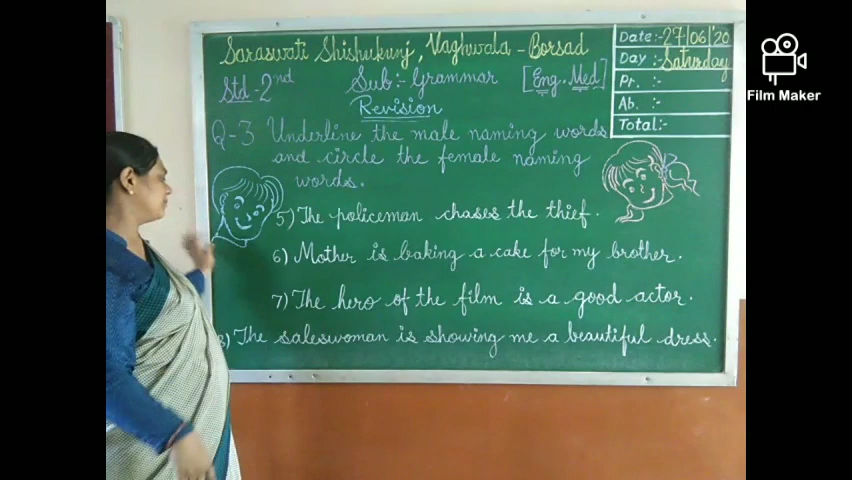 Saraswati Shishukunj, Vaghwala - Borsad
Date:- 27/06/'20
Day:- Saturday
Pr. :-
Ab. :-
Total:-
Std - 2nd Sub:- Grammar [Eng. Med]
Revision
Q-3 Underline the male naming words
and circle the female naming
words.
5) The policeman chases the thief.
6) Mother is baking a cake for my brother.
7) The hero of the film is a good actor.
8) The saleswoman is showing me a beautiful dress.
Film Maker